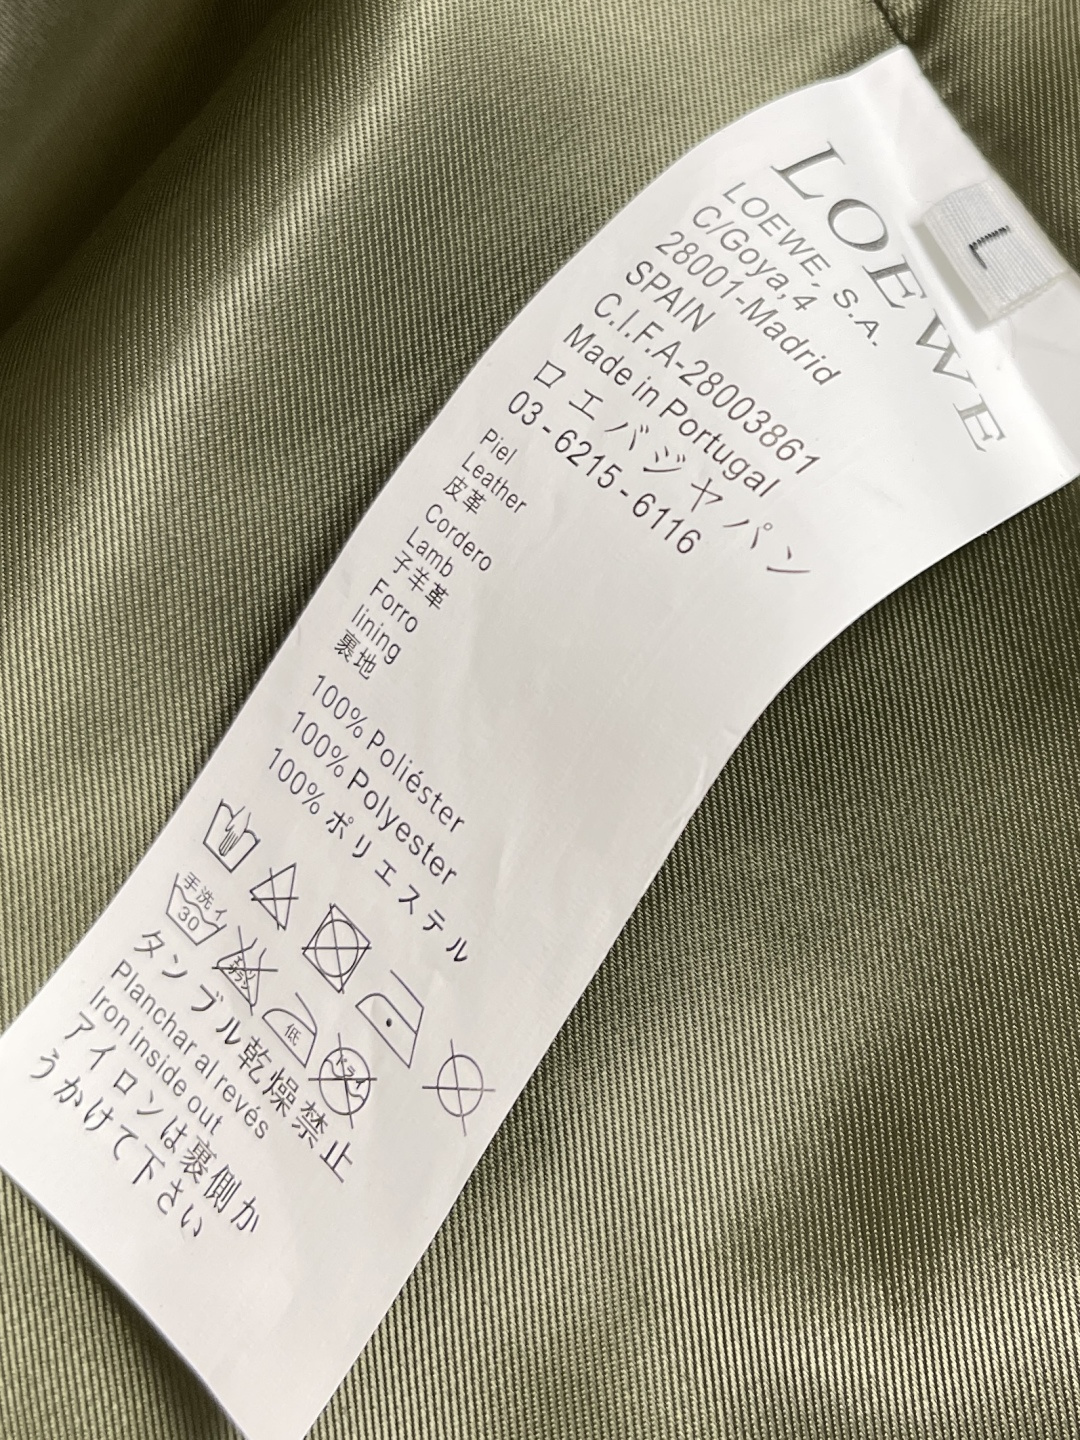 LOEWE
L
LOEWE, S.A.
C/Goya,4
28001-Madrid
SPAIN
C.I.F.A-28003861
Made in Portugal
ロエバジャパン
03-6215-6116
Piel
Leather
皮革
Cordero
Lamb
子羊革
Forro
lining
裏地
100% Poliéster
100% Polyester
100% ポリエステル
手洗イ
30
低
ドライ
タンブル乾燥禁止
Planchar al revés
Iron inside out
アイロンは裏側か
うかけて下さい